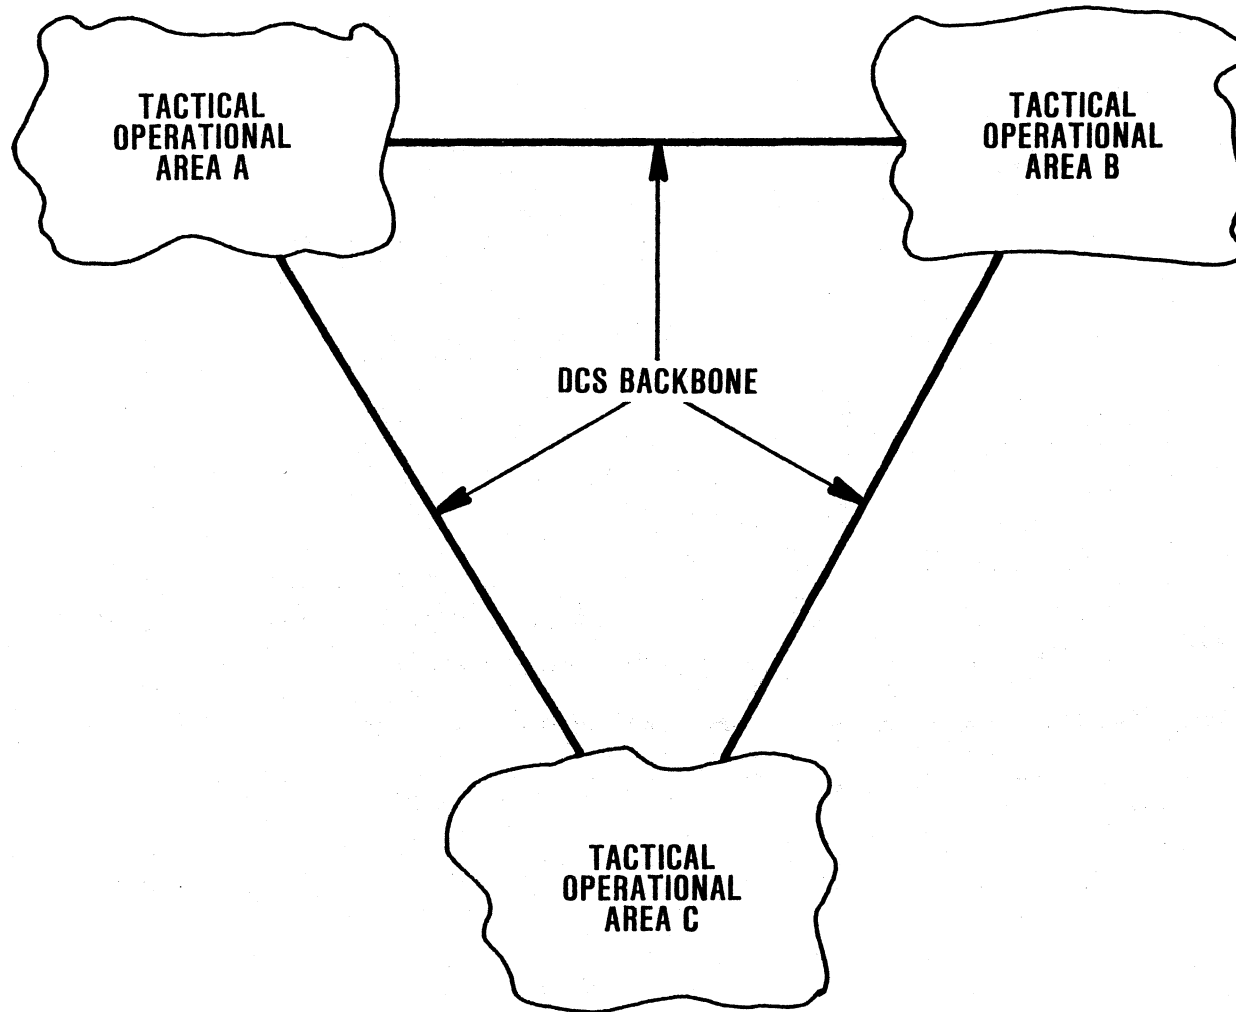 TACTICAL
OPERATIONAL
AREA A
TACTICAL
OPERATIONAL
AREA B
DCS BACKBONE
TACTICAL
OPERATIONAL
AREA C